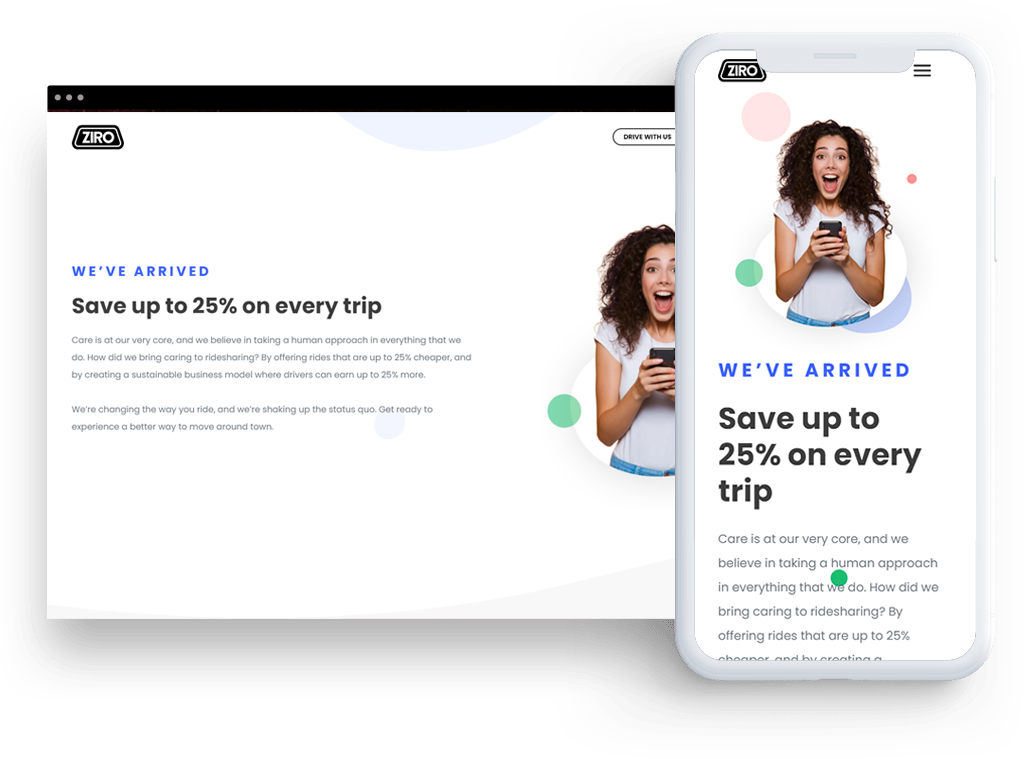 ZIRO
DRIVE WITH US
WE’VE ARRIVED
Save up to 25% on every trip
Care is at our very core, and we believe in taking a human approach in everything that we
do. How did we bring caring to ridesharing? By offering rides that are up to 25% cheaper, and
by creating a sustainable business model where drivers can earn up to 25% more.
We’re changing the way you ride, and we’re shaking up the status quo. Get ready to
experience a better way to move around town.
ZIRO
WE’VE ARRIVED
Save up to
25% on every
trip
Care is at our very core, and we
believe in taking a human approach
in everything that we do. How did we
bring caring to ridesharing? By
offering rides that are up to 25%
cheaper, and by creating a